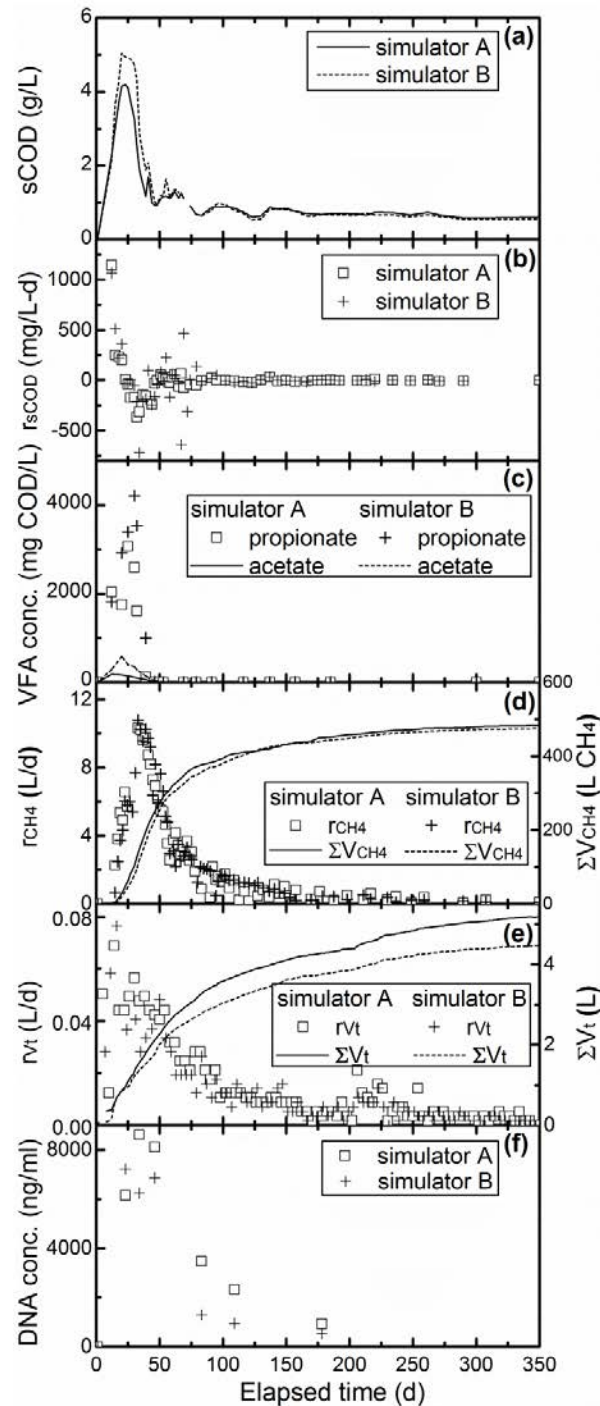 (a)
simulator A
simulator B
sCOD (g/L)
6
4
2
0
(b)
simulator A
simulator B
rsCOD (mg/L-d)
1000
500
0
-500
(c)
simulator A simulator B
propionate propionate
acetate acetate
VFA conc. (mg COD/L)
4000
2000
0
(d)
simulator A simulator B
rCH4 rCH4
ΣVCH4 ΣVCH4
rCH4 (L/d)
12
9
6
3
0
ΣVCH4 (L CH4)
600
400
200
0
(e)
simulator A simulator B
rVt rVt
ΣVt ΣVt
rVt (L/d)
0.08
0.04
0.00
ΣVt (L)
4
2
0
(f)
simulator A
simulator B
DNA conc. (ng/ml)
8000
4000
0
0 50 100 150 200 250 300 350
Elapsed time (d)